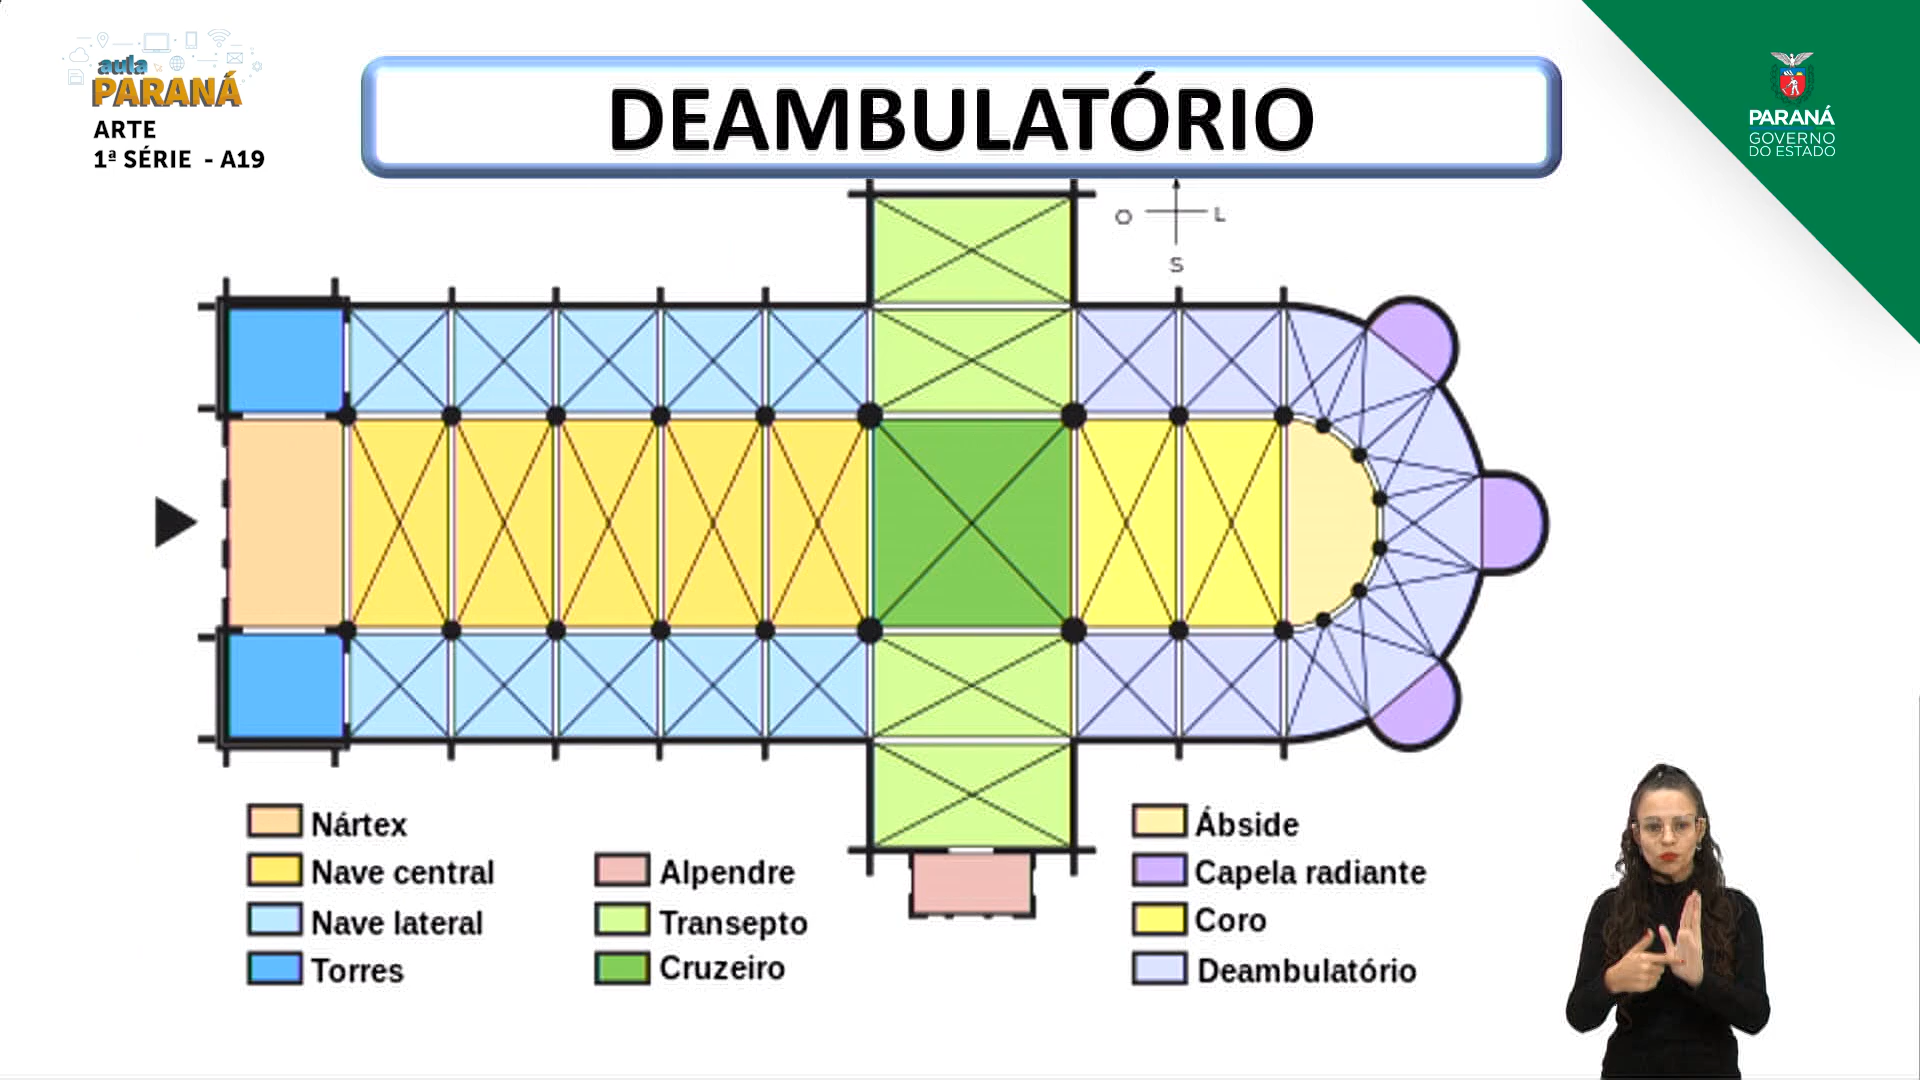 aula
PARANÁ
ARTE
1ª SÉRIE - A19
DEAMBULATÓRIO
PARANÁ
GOVERNO
DO ESTADO
O L
S
Nártex
Nave central
Nave lateral
Torres
Alpendre
Transepto
Cruzeiro
Ábside
Capela radiante
Coro
Deambulatório